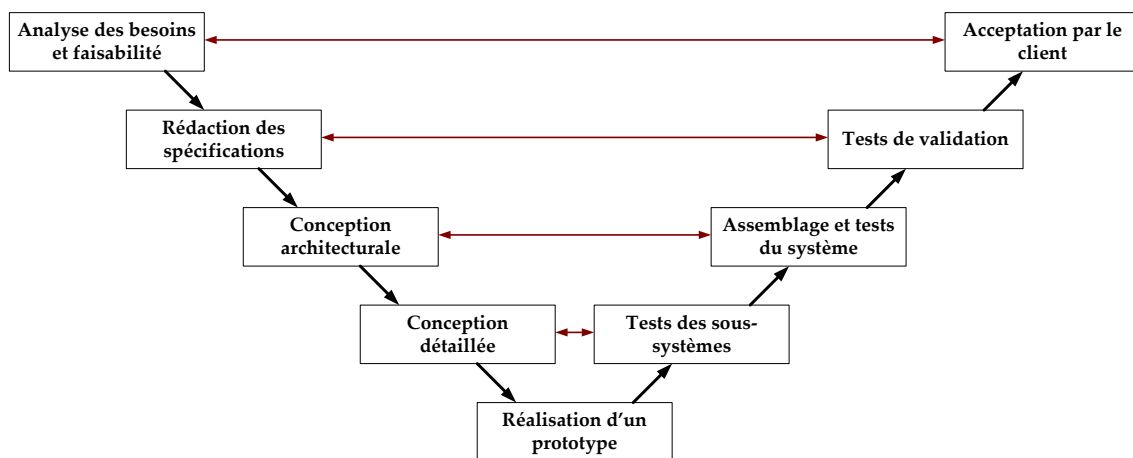 Analyse des besoins
et faisabilité
Acceptation par le
client
Rédaction des
spécifications
Tests de validation
Conception
architecturale
Assemblage et tests
du système
Conception
détaillée
Tests des sous-
systèmes
Réalisation d'un
prototype